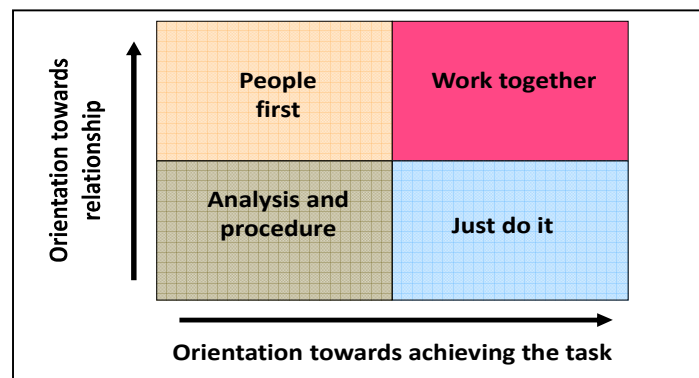 Orientation towards
relationship
People
first
Work together
Analysis and
procedure
Just do it
Orientation towards achieving the task